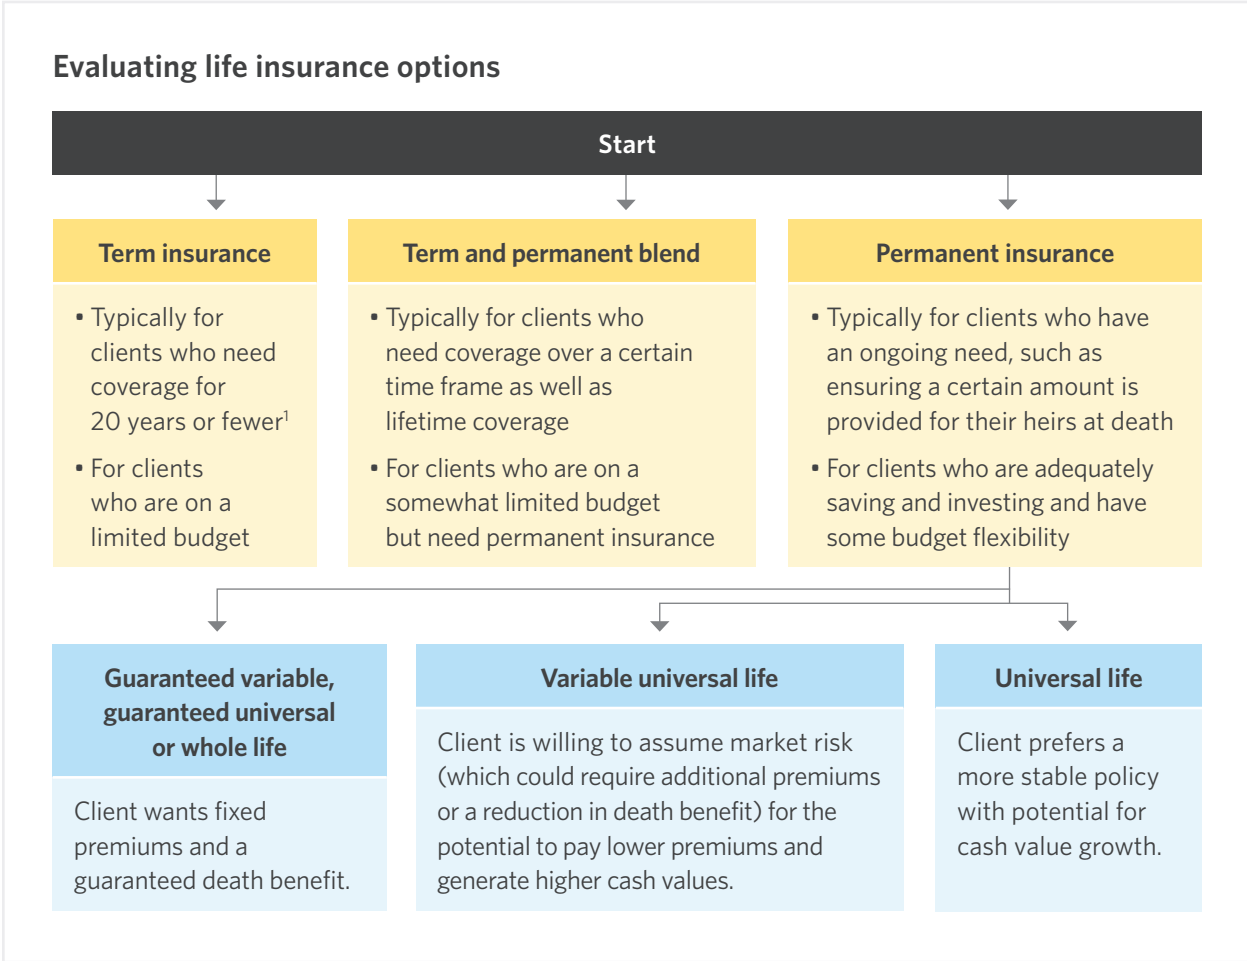 Evaluating life insurance options
Start
Term insurance
• Typically for
clients who need
coverage for
20 years or fewer¹
• For clients
who are on a
limited budget
Term and permanent blend
• Typically for clients who
need coverage over a certain
time frame as well as
lifetime coverage
• For clients who are on a
somewhat limited budget
but need permanent insurance
Permanent insurance
• Typically for clients who have
an ongoing need, such as
ensuring a certain amount is
provided for their heirs at death
• For clients who are adequately
saving and investing and have
some budget flexibility
Guaranteed variable,
guaranteed universal
or whole life
Client wants fixed
premiums and a
guaranteed death benefit.
Variable universal life
Client is willing to assume market risk
(which could require additional premiums
or a reduction in death benefit) for the
potential to pay lower premiums and
generate higher cash values.
Universal life
Client prefers a
more stable policy
with potential for
cash value growth.